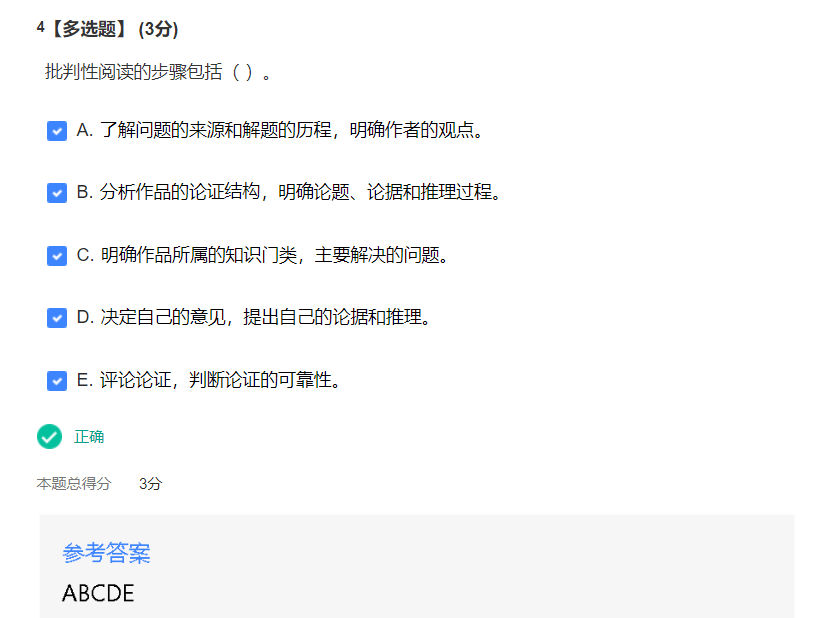 4【多选题】 (3分)
批判性阅读的步骤包括（ ）。
A. 了解问题的来源和解题的历程，明确作者的观点。
B. 分析作品的论证结构，明确论题、论据和推理过程。
C. 明确作品所属的知识门类，主要解决的问题。
D. 决定自己的意见，提出自己的论据和推理。
E. 评论论证，判断论证的可靠性。
正确
本题总得分 3分
参考答案
ABCDE